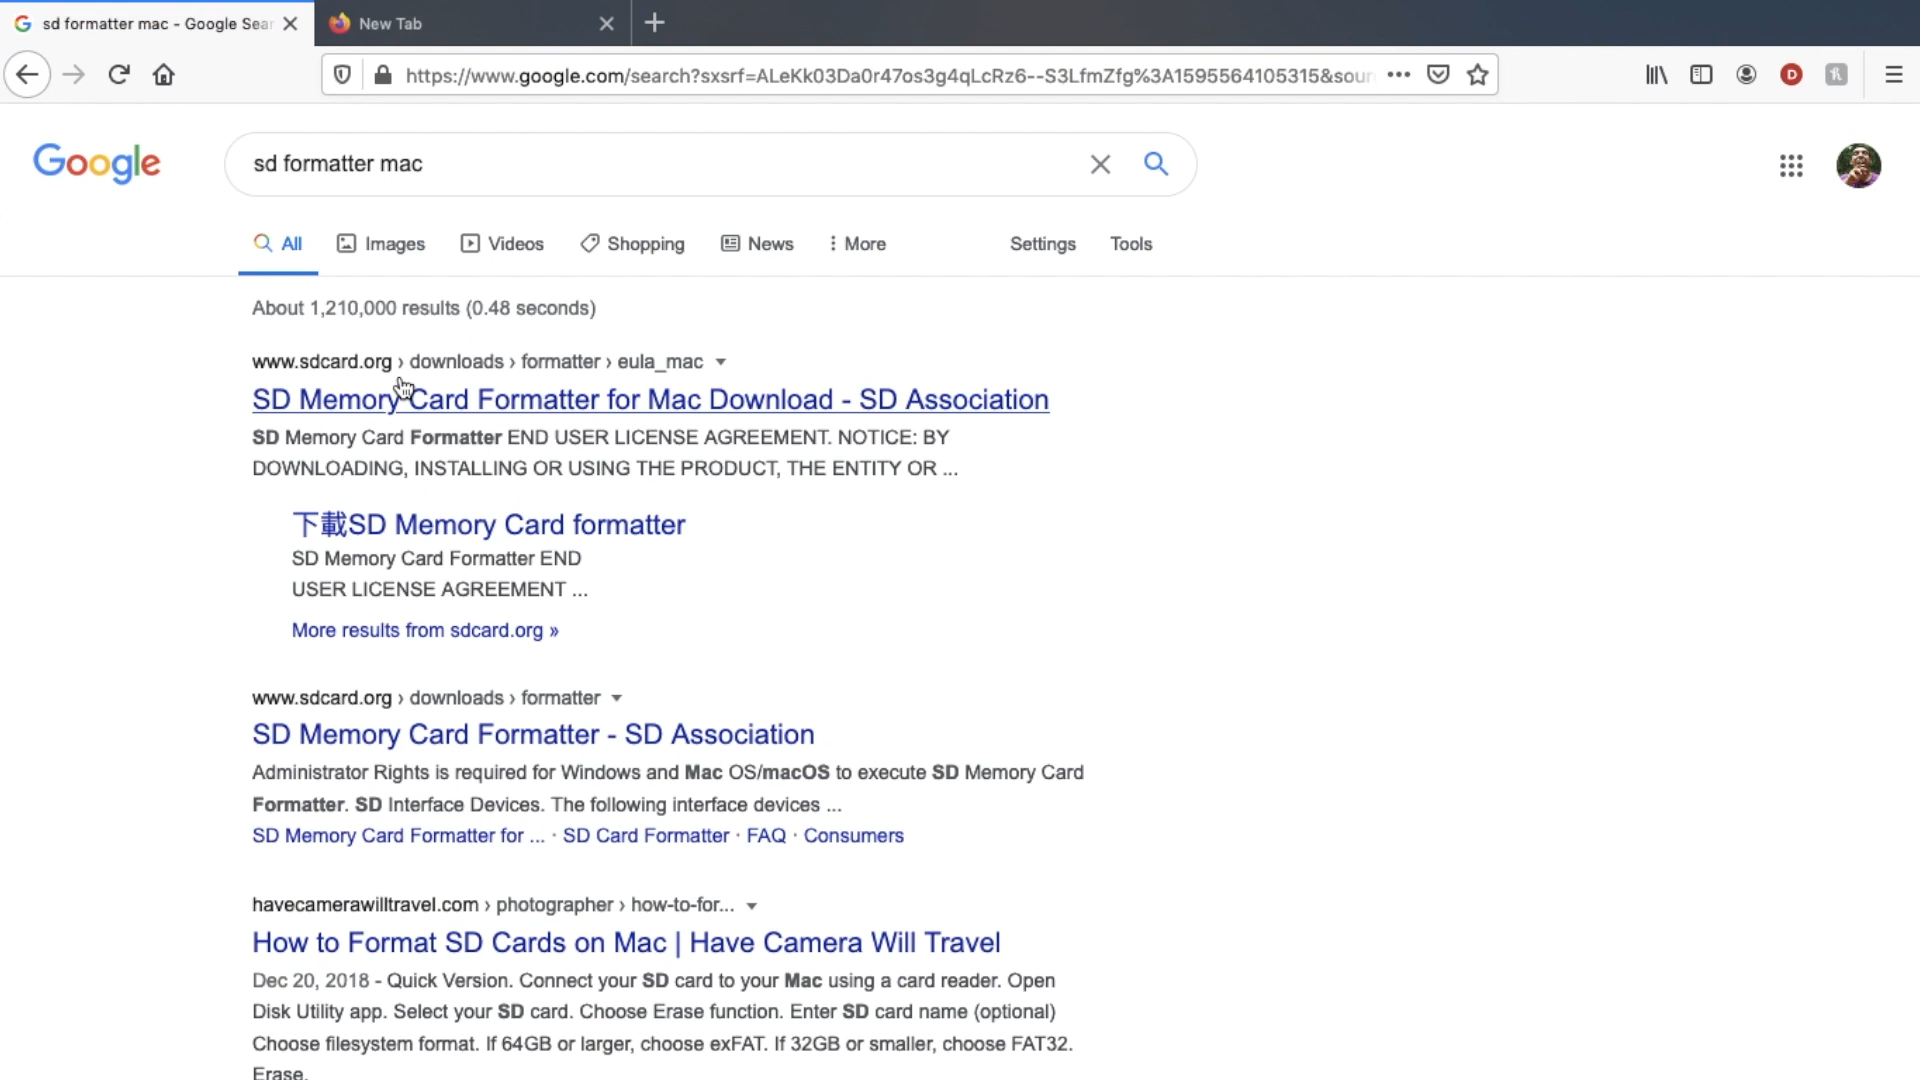 sd formatter mac - Google Sear
New Tab
https://www.google.com/search?sxsrf=ALeKk03Da0r47os3g4qLcRz6--S3LfmZfg%3A1595564105315&sour
Google
sd formatter mac
All Images Videos Shopping News More Settings Tools
About 1,210,000 results (0.48 seconds)
www.sdcard.org › downloads › formatter › eula_mac
SD Memory Card Formatter for Mac Download - SD Association
SD Memory Card Formatter END USER LICENSE AGREEMENT. NOTICE: BY
DOWNLOADING, INSTALLING OR USING THE PRODUCT, THE ENTITY OR ...
下載SD Memory Card formatter
SD Memory Card Formatter END
USER LICENSE AGREEMENT ...
More results from sdcard.org »
www.sdcard.org › downloads › formatter
SD Memory Card Formatter - SD Association
Administrator Rights is required for Windows and Mac OS/macOS to execute SD Memory Card
Formatter. SD Interface Devices. The following interface devices ...
SD Memory Card Formatter for ... · SD Card Formatter · FAQ · Consumers
havecamerawilltravel.com › photographer › how-to-for...
How to Format SD Cards on Mac | Have Camera Will Travel
Dec 20, 2018 - Quick Version. Connect your SD card to your Mac using a card reader. Open
Disk Utility app. Select your SD card. Choose Erase function. Enter SD card name (optional)
Choose filesystem format. If 64GB or larger, choose exFAT. If 32GB or smaller, choose FAT32.
Erase.